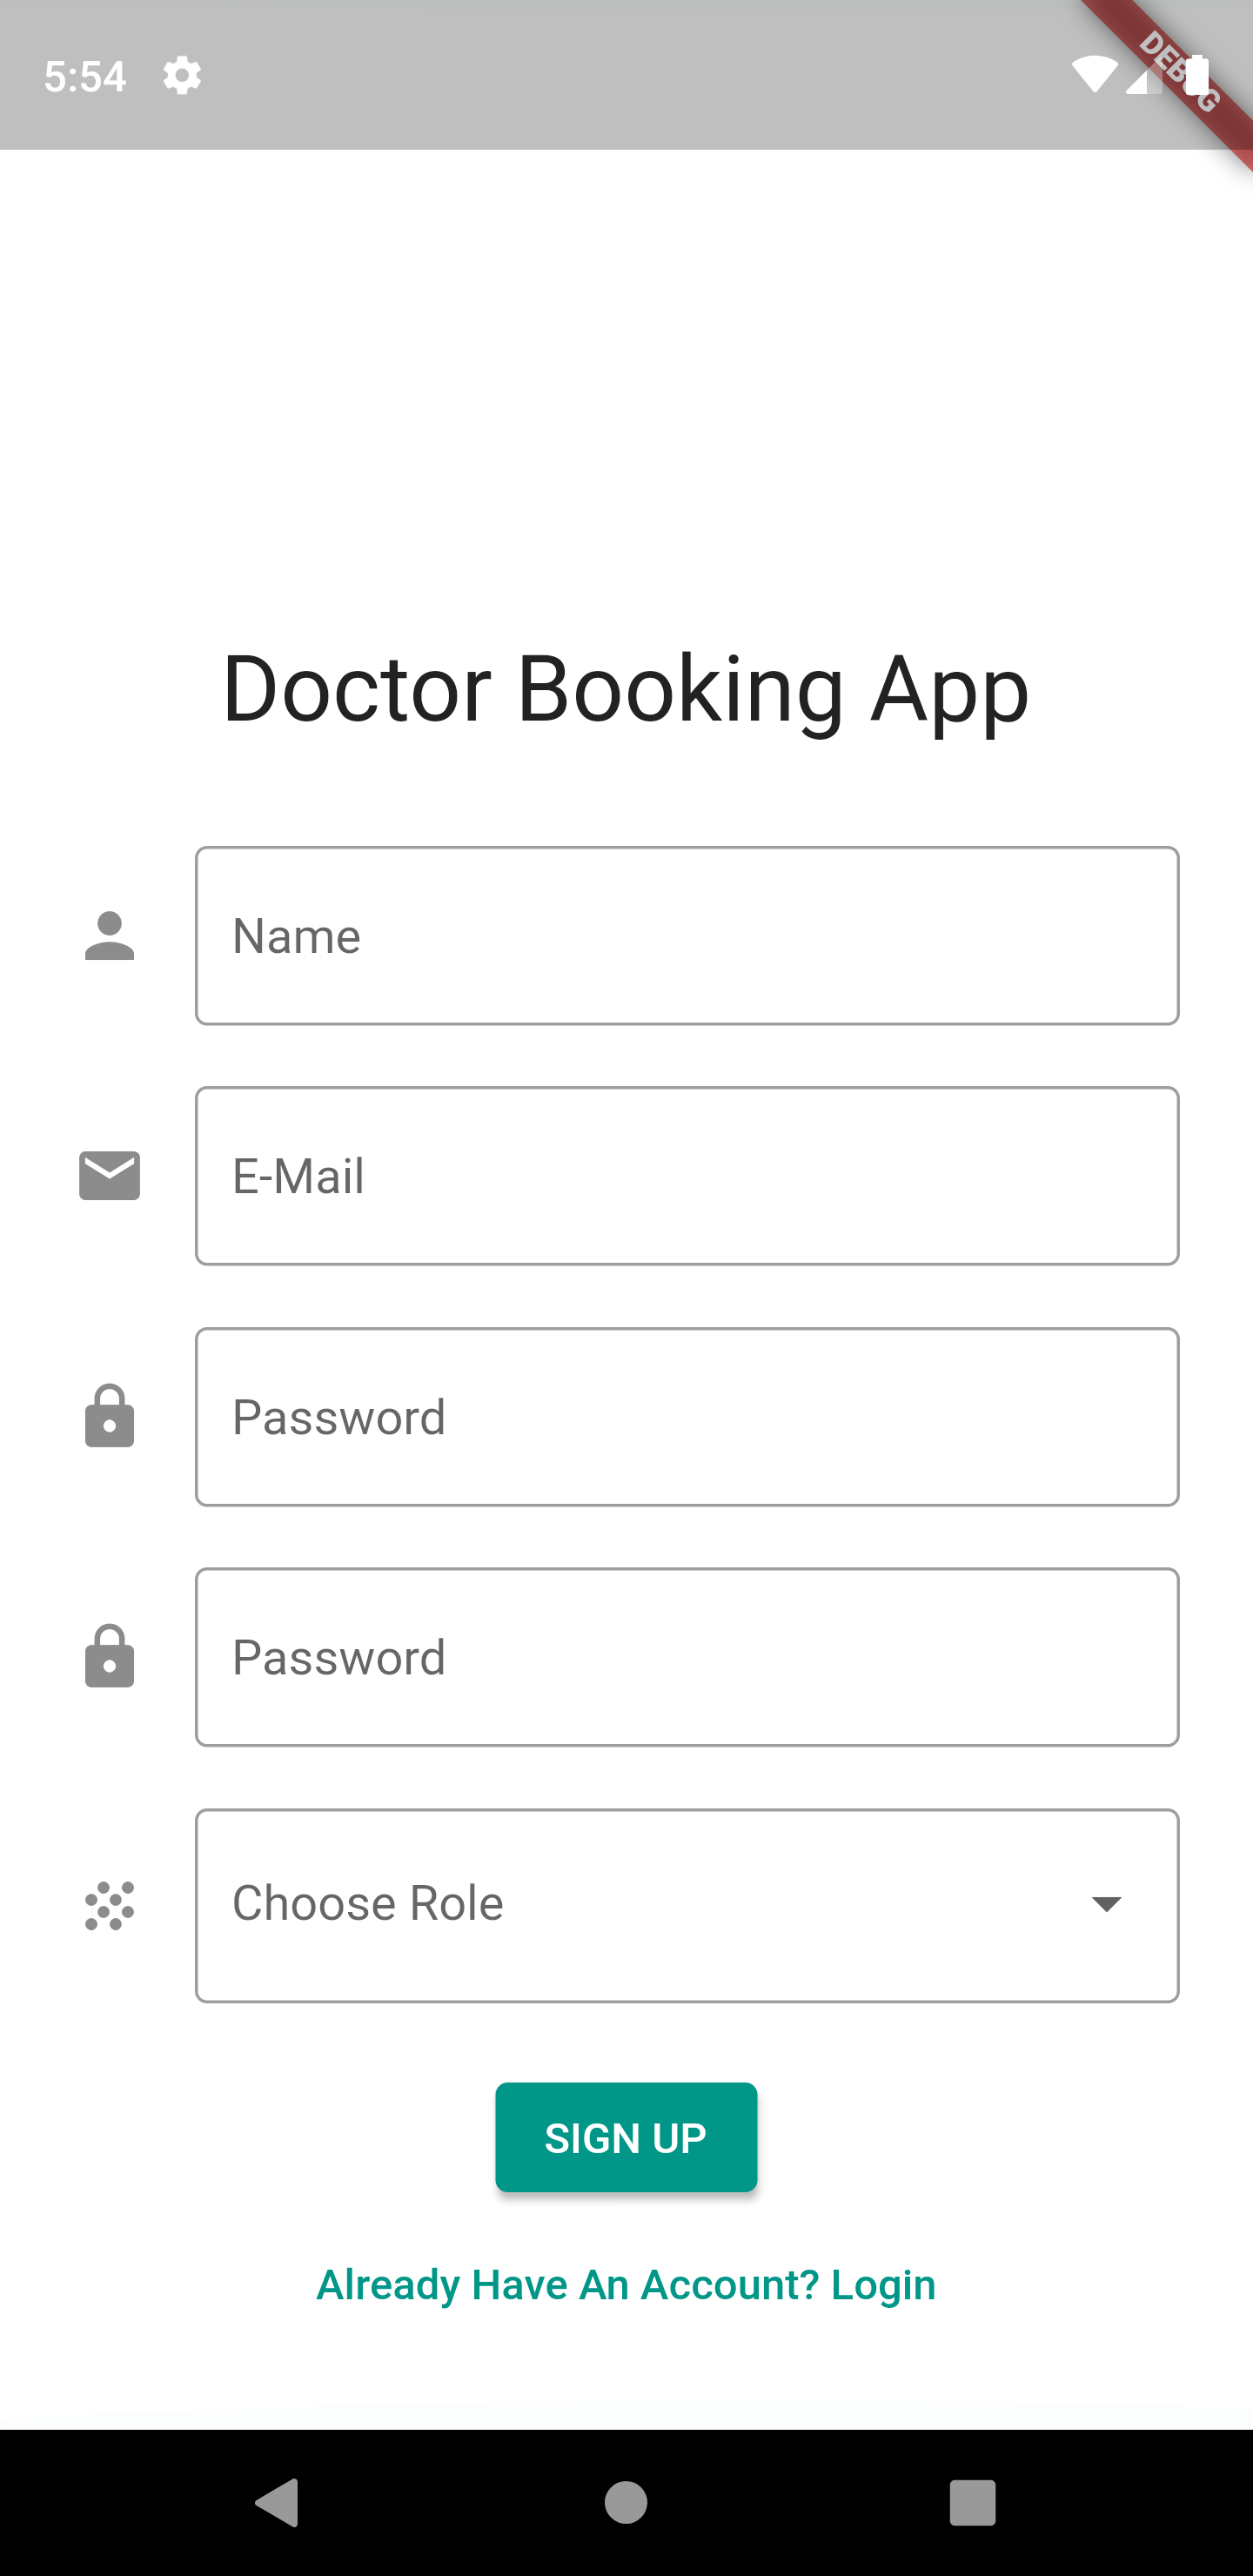 5:54
DEBUG
Doctor Booking App
Name
E-Mail
Password
Password
Choose Role
SIGN UP
Already Have An Account? Login